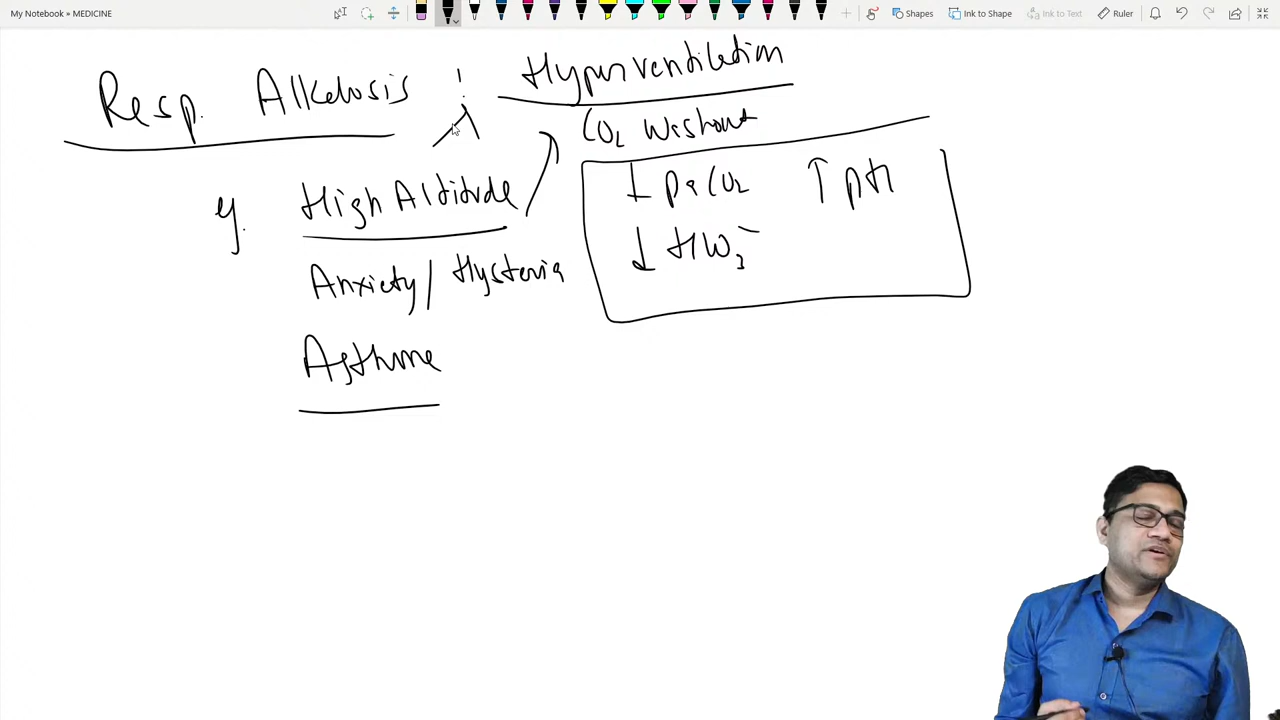 My Notebook » MEDICINE
Shapes
Ink to Shape
Ink to Text
Ruler
Resp. Alkalosis : Hyperventilation
CO₂ Washout
eg. High Altitude
↓ PaCO₂ ↑ pH
↓ HCO₃⁻
Anxiety/Hysteria
Asthma